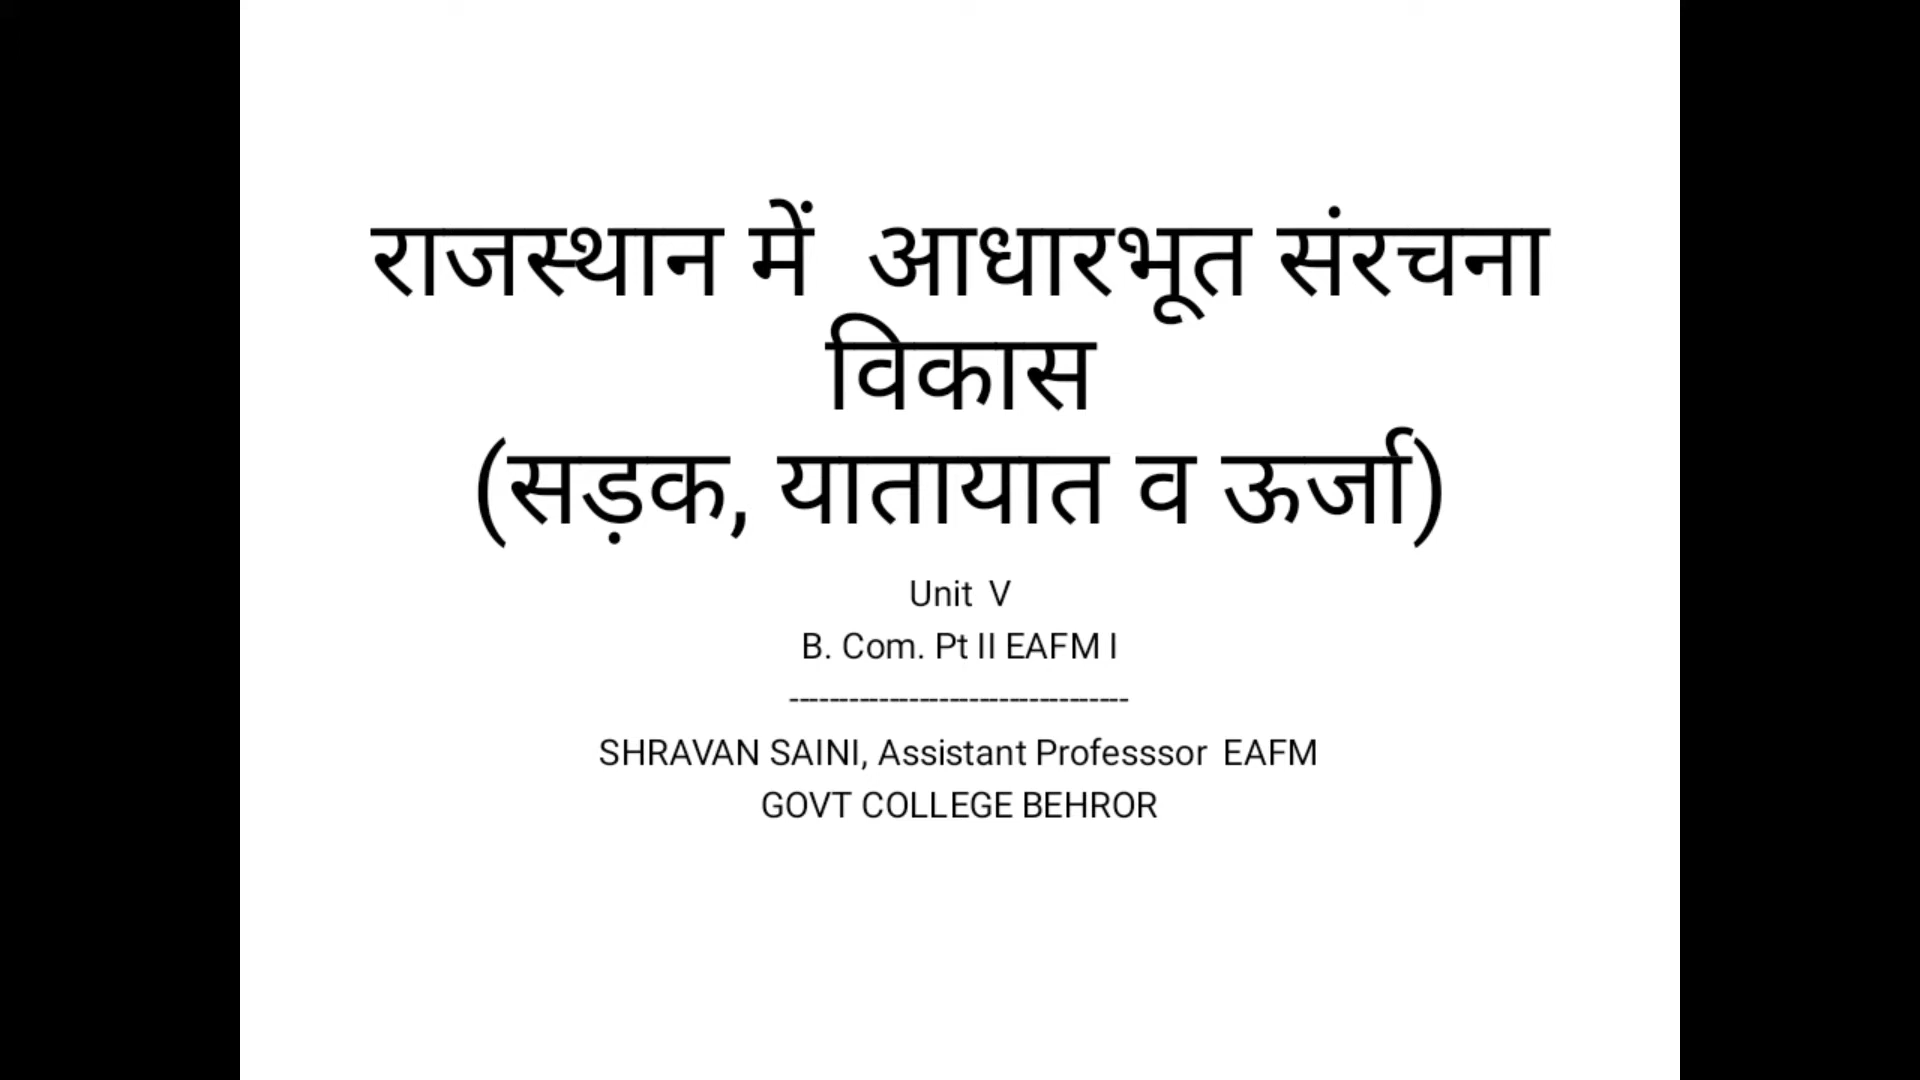 राजस्थान में  आधारभूत संरचना
विकास
(सड़क, यातायात व ऊर्जा)
Unit  V
B. Com. Pt II EAFM I
----------------------------------
SHRAVAN SAINI, Assistant Professsor  EAFM
GOVT COLLEGE BEHROR